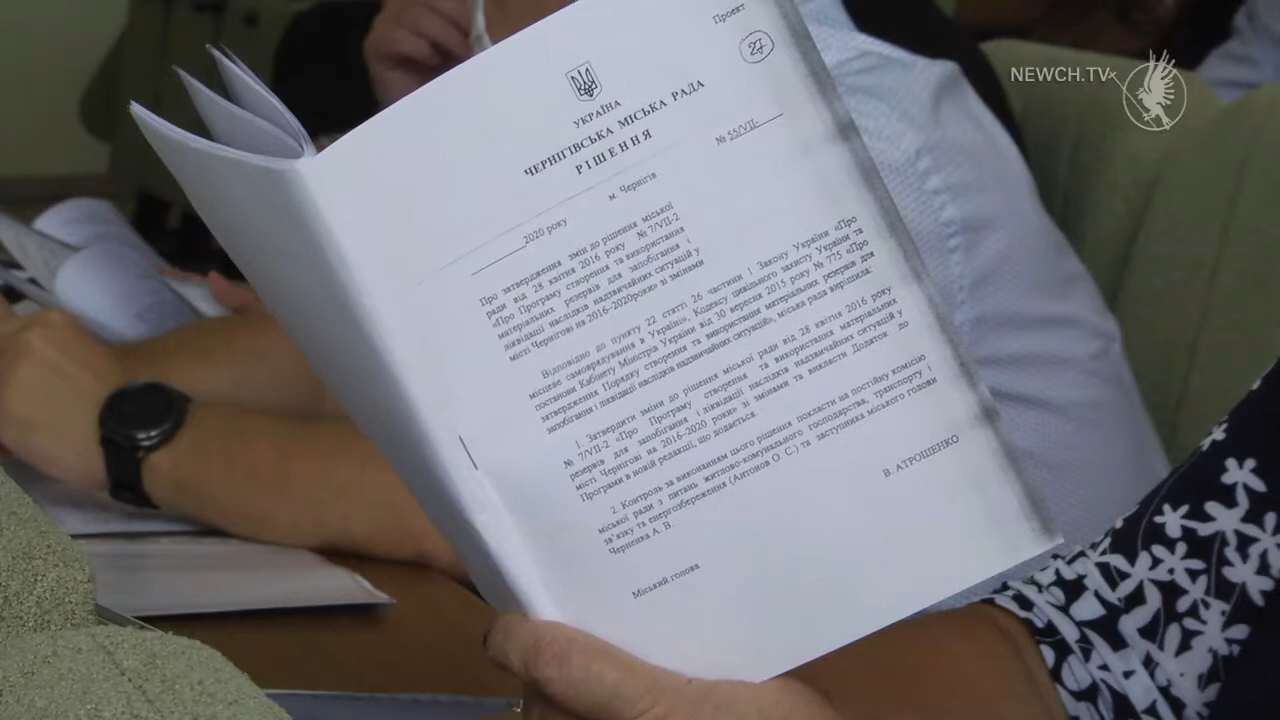 NEWCH.TV
Проект
27
УКРАЇНА
ЧЕРНІГІВСЬКА МІСЬКА РАДА
РІШЕННЯ
___2020 року м. Чернігів № 55/VII-___
Про затвердження змін до рішення міської
ради від 28 квітня 2016 року № 7/VII-2
«Про Програму створення та використання
матеріальних резервів для запобігання і
ліквідації наслідків надзвичайних ситуацій у
місті Чернігові на 2016-2020роки» зі змінами
Відповідно до пункту 22 статті 26 частини І Закону України «Про
місцеве самоврядування в Україні», Кодексу цивільного захисту України та
постанови Кабінету Міністрів України від 30 вересня 2015 року № 775 «Про
затвердження Порядку створення та використання матеріальних резервів для
запобігання і ліквідації наслідків надзвичайних ситуацій», міська рада вирішила:
1. Затвердити зміни до рішення міської ради від 28 квітня 2016 року
№ 7/VII-2 «Про Програму створення та використання матеріальних
резервів для запобігання і ліквідації наслідків надзвичайних ситуацій у
місті Чернігові на 2016-2020 роки» зі змінами та викласти Додаток до
Програми в новій редакції, що додається.
2. Контроль за виконанням цього рішення покласти на постійну комісію
міської ради з питань житлово-комунального господарства, транспорту і
зв'язку та енергозбереження (Антонов О. С.) та заступника міського голови
Черненка А. В.
Міський голова В. АТРОШЕНКО